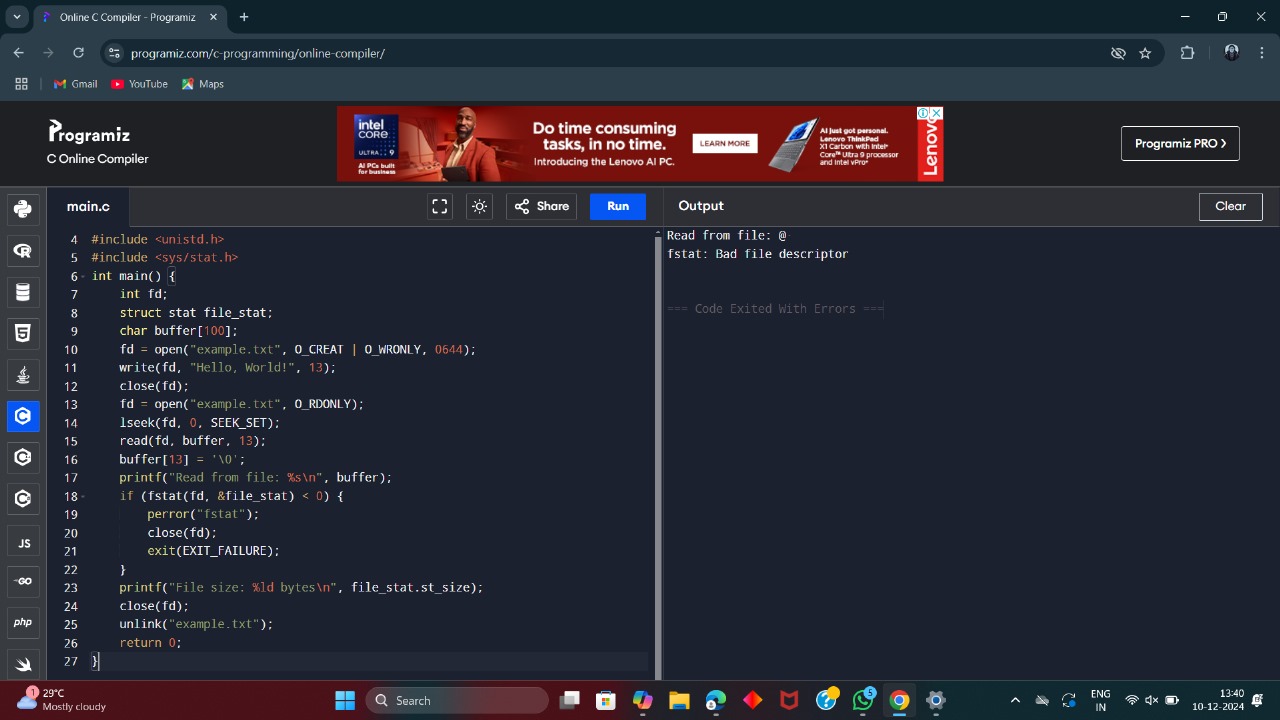 Online C Compiler - Programiz
programiz.com/c-programming/online-compiler/
Gmail YouTube Maps
Programiz
C Online Compiler
intel
CORE
ULTRA 9
AI PCs built
for business
Do time consuming
tasks, in no time.
Introducing the Lenovo AI PC.
LEARN MORE
AI just got personal.
Lenovo ThinkPad
X1 Carbon with Intel®
Core™ Ultra 9 processor
and Intel vPro®
Lenovo
Programiz PRO
main.c
Share
Run
Output
Clear
4 #include <unistd.h>
5 #include <sys/stat.h>
6 int main() {
7 int fd;
8 struct stat file_stat;
9 char buffer[100];
10 fd = open("example.txt", O_CREAT | O_WRONLY, 0644);
11 write(fd, "Hello, World!", 13);
12 close(fd);
13 fd = open("example.txt", O_RDONLY);
14 lseek(fd, 0, SEEK_SET);
15 read(fd, buffer, 13);
16 buffer[13] = '\0';
17 printf("Read from file: %s\n", buffer);
18 if (fstat(fd, &file_stat) < 0) {
19 perror("fstat");
20 close(fd);
21 exit(EXIT_FAILURE);
22 }
23 printf("File size: %ld bytes\n", file_stat.st_size);
24 close(fd);
25 unlink("example.txt");
26 return 0;
27 }
Read from file: @
fstat: Bad file descriptor
=== Code Exited With Errors ===
JS
GO
php
1
29°C
Mostly cloudy
Search
5
ENG
IN
13:40
10-12-2024